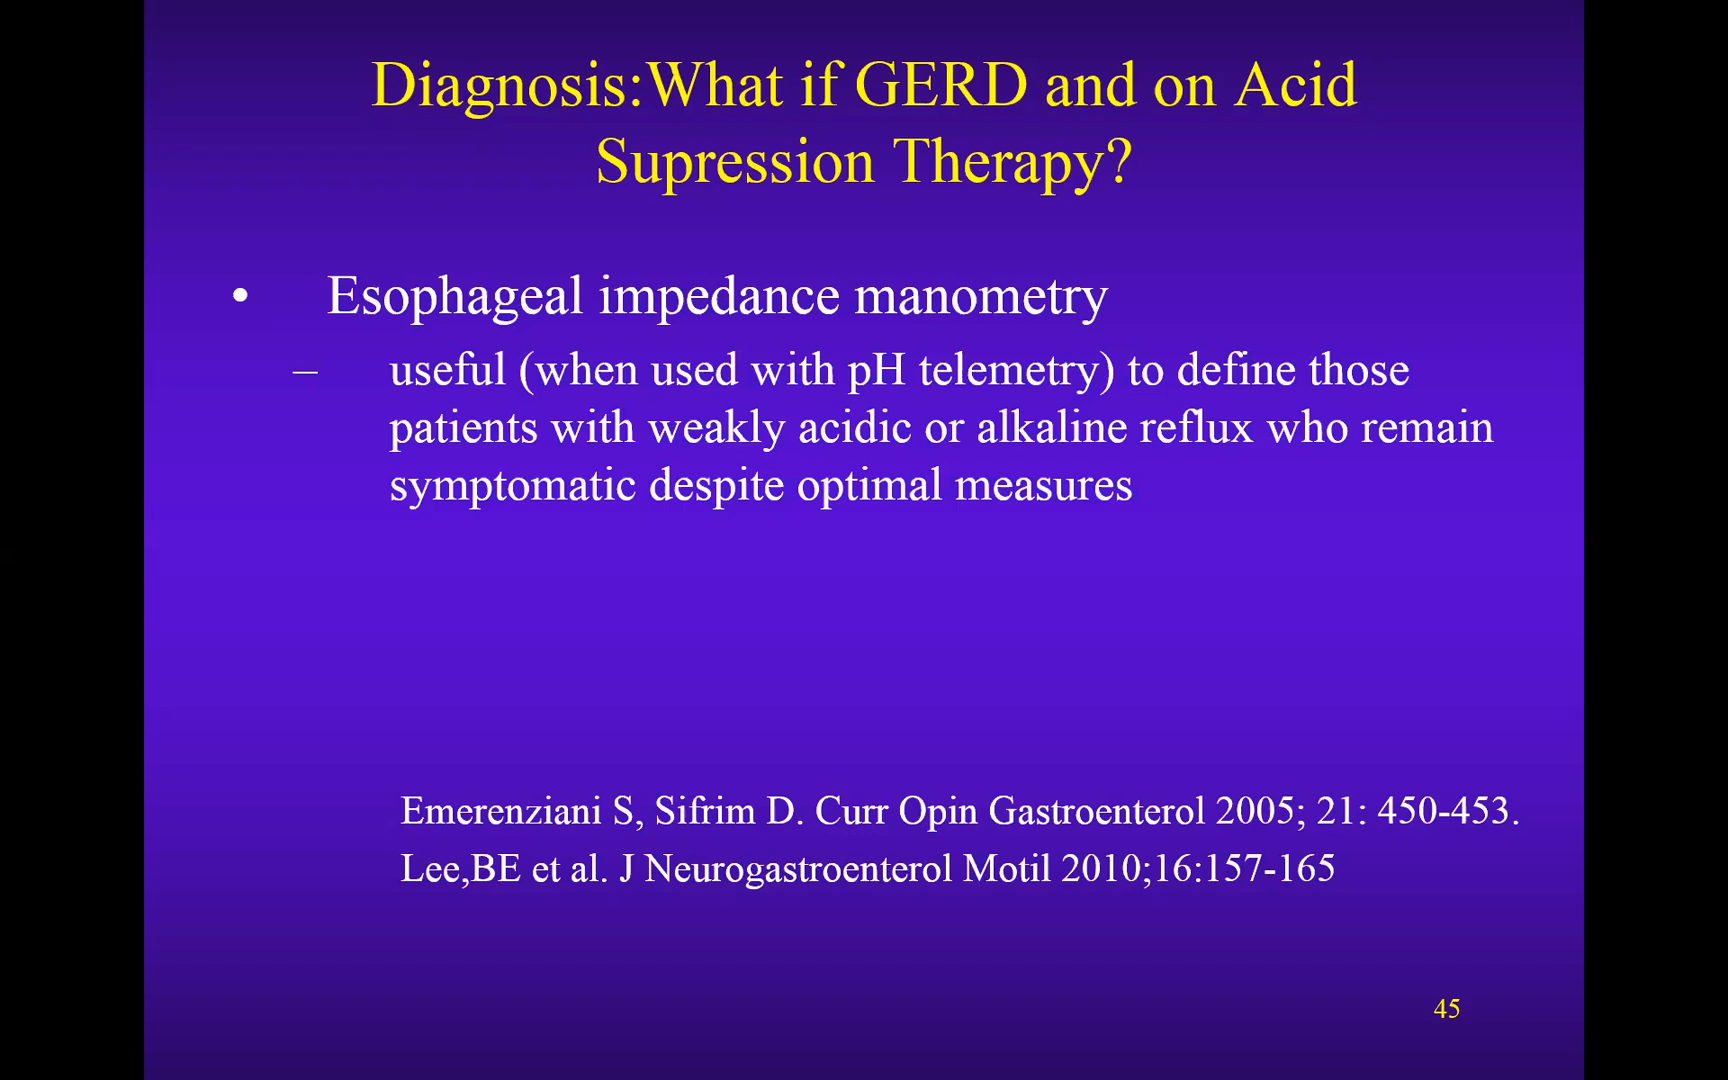 Diagnosis:What if GERD and on Acid
Supression Therapy?
• Esophageal impedance manometry
– useful (when used with pH telemetry) to define those
patients with weakly acidic or alkaline reflux who remain
symptomatic despite optimal measures
Emerenziani S, Sifrim D. Curr Opin Gastroenterol 2005; 21: 450-453.
Lee,BE et al. J Neurogastroenterol Motil 2010;16:157-165
45